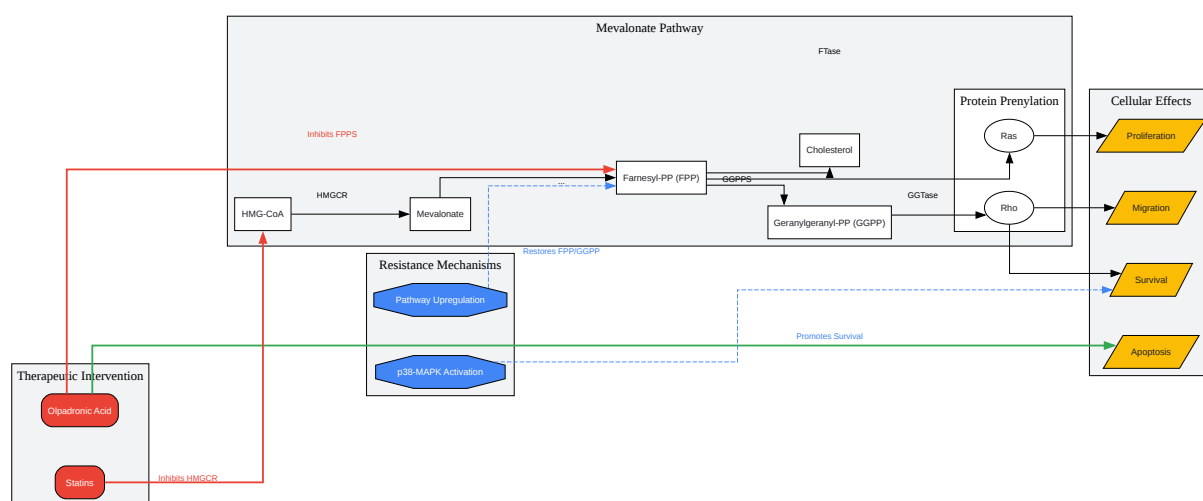 Mevalonate Pathway
FTase
Protein Prenylation
Cellular Effects
Inhibits FPPS
Ras
Proliferation
Cholesterol
Farnesyl-PP (FPP)
...
GGPPS
HMGCR
GGTase
HMG-CoA
Mevalonate
Geranylgeranyl-PP (GGPP)
Rho
Migration
Restores FPP/GGPP
Resistance Mechanisms
Pathway Upregulation
Survival
Promotes Survival
p38-MAPK Activation
Apoptosis
Therapeutic Intervention
Olpadronic Acid
Statins
Inhibits HMGCR